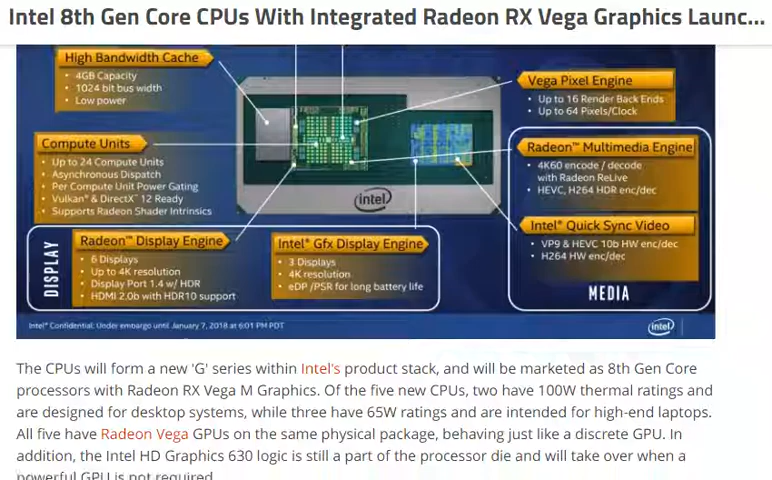 Intel 8th Gen Core CPUs With Integrated Radeon RX Vega Graphics Launc...
High Bandwidth Cache
• 4GB Capacity
• 1024 bit bus width
• Low power
Compute Units
• Up to 24 Compute Units
• Asynchronous Dispatch
• Per Compute Unit Power Gating
• Vulkan® & DirectX™ 12 Ready
• Supports Radeon Shader Intrinsics
Vega Pixel Engine
• Up to 16 Render Back Ends
• Up to 64 Pixels/Clock
Radeon™ Multimedia Engine
• 4K60 encode / decode
with Radeon ReLive
• HEVC, H264 HDR enc/dec
intel
DISPLAY
Radeon™ Display Engine
• 6 Displays
• Up to 4K resolution
• Display Port 1.4 w/ HDR
• HDMI 2.0b with HDR10 support
Intel® Gfx Display Engine
• 3 Displays
• 4K resolution
• eDP /PSR for long battery life
Intel® Quick Sync Video
• VP9 & HEVC 10b HW enc/dec
• H264 HW enc/dec
MEDIA
Intel® Confidential: Under embargo until January 7, 2018 at 6:01 PM PDT
intel
The CPUs will form a new 'G' series within Intel's product stack, and will be marketed as 8th Gen Core
processors with Radeon RX Vega M Graphics. Of the five new CPUs, two have 100W thermal ratings and
are designed for desktop systems, while three have 65W ratings and are intended for high-end laptops.
All five have Radeon Vega GPUs on the same physical package, behaving just like a discrete GPU. In
addition, the Intel HD Graphics 630 logic is still a part of the processor die and will take over when a
powerful GPU is not required.